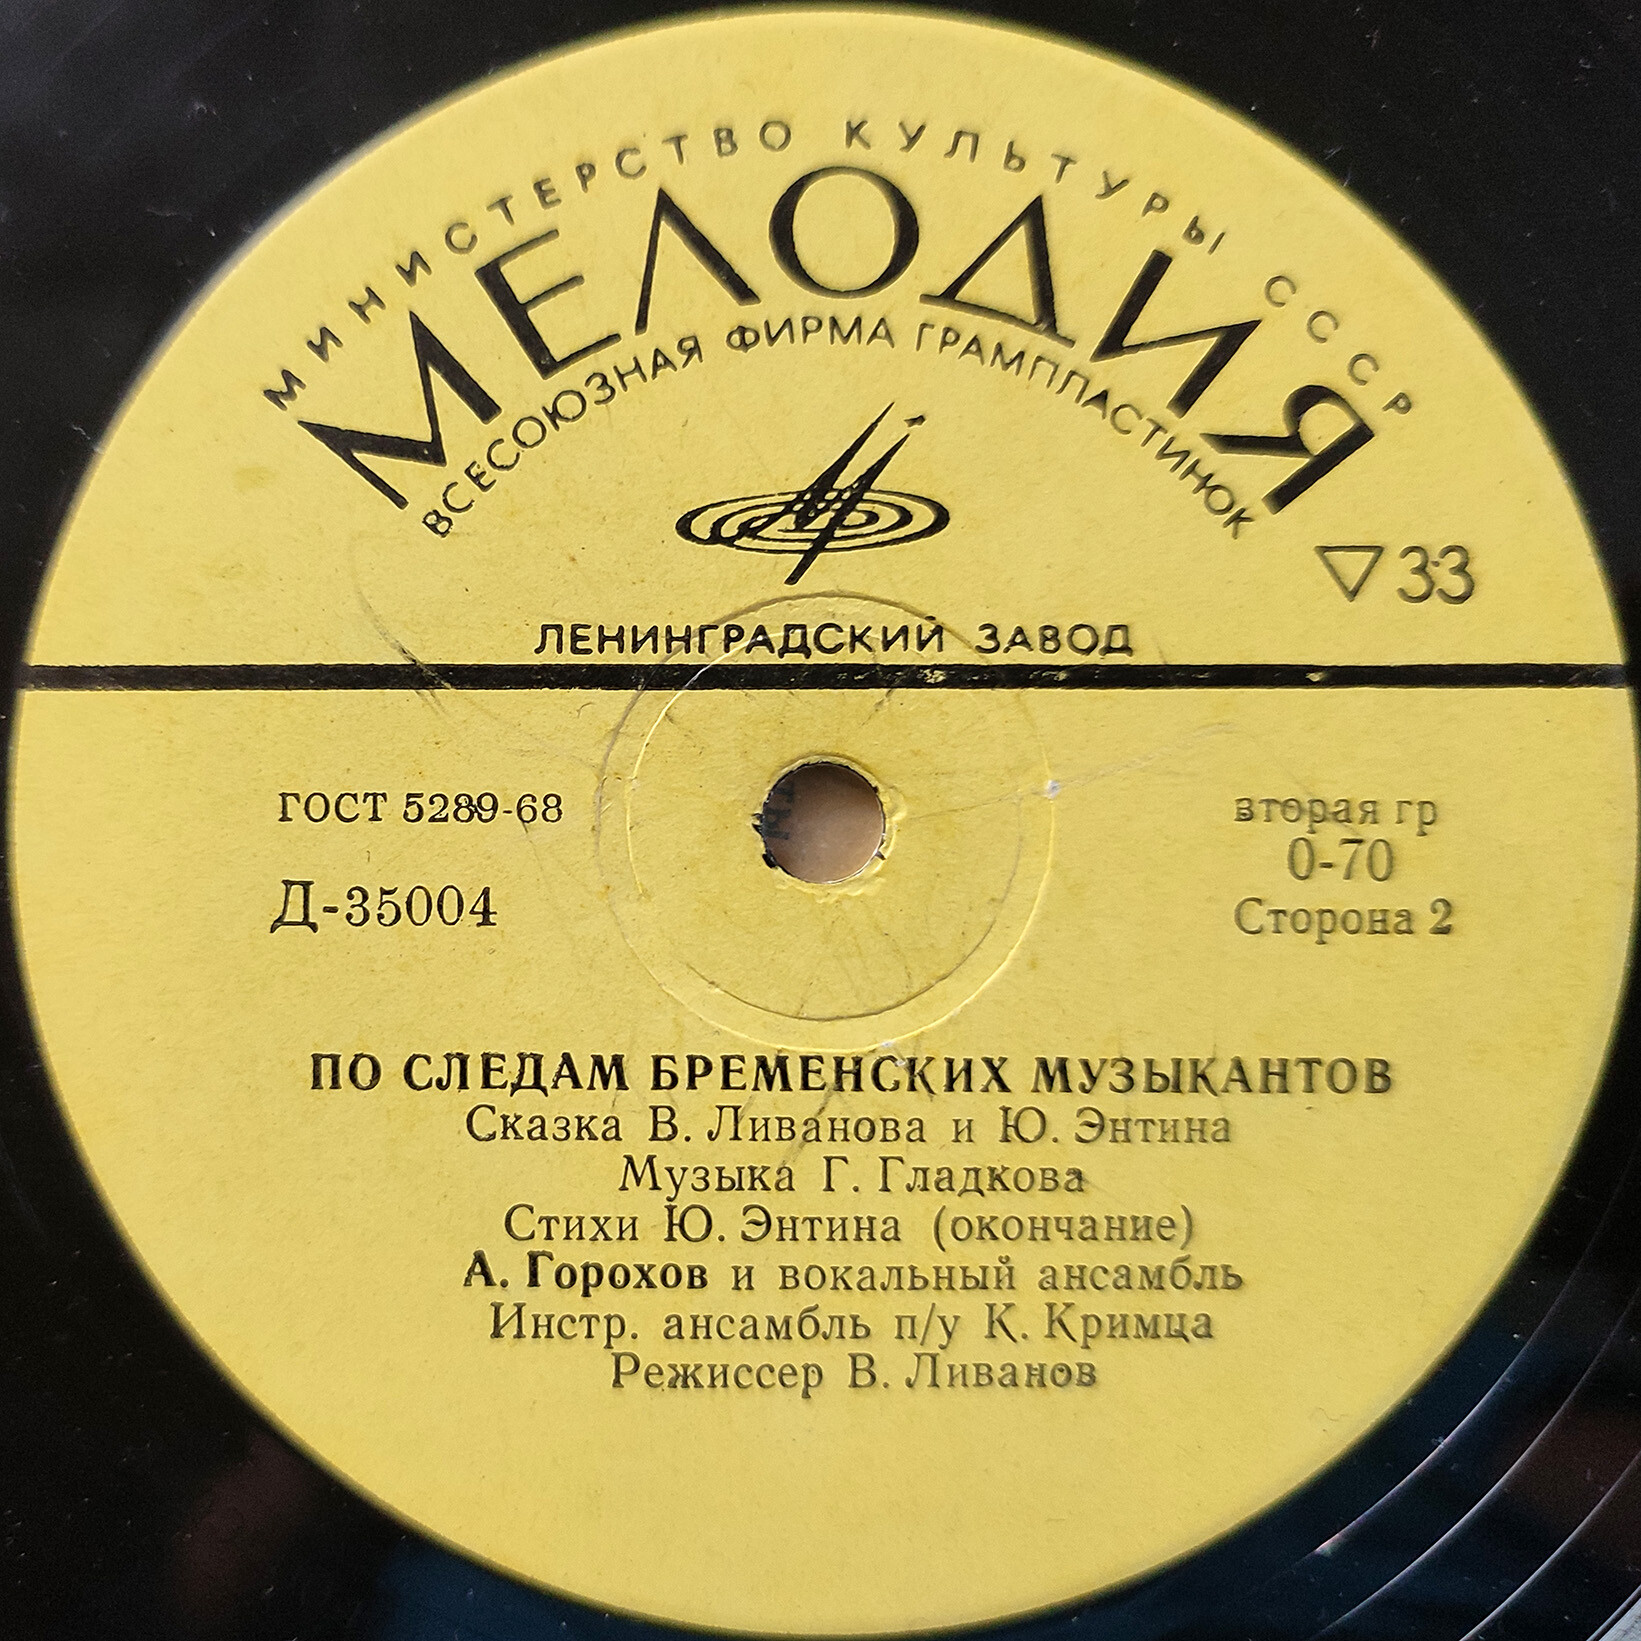 МИНИСТЕРСТВО КУЛЬТУРЫ СССР
МЕЛОДИЯ
ВСЕСОЮЗНАЯ ФИРМА ГРАМПЛАСТИНОК
▽33
ЛЕНИНГРАДСКИЙ ЗАВОД
ГОСТ 5289-68
Д-35004
вторая гр
0-70
Сторона 2
ПО СЛЕДАМ БРЕМЕНСКИХ МУЗЫКАНТОВ
Сказка В. Ливанова и Ю. Энтина
Музыка Г. Гладкова
Стихи Ю. Энтина (окончание)
А. Горохов и вокальный ансамбль
Инстр. ансамбль п/у К. Кримца
Режиссер В. Ливанов